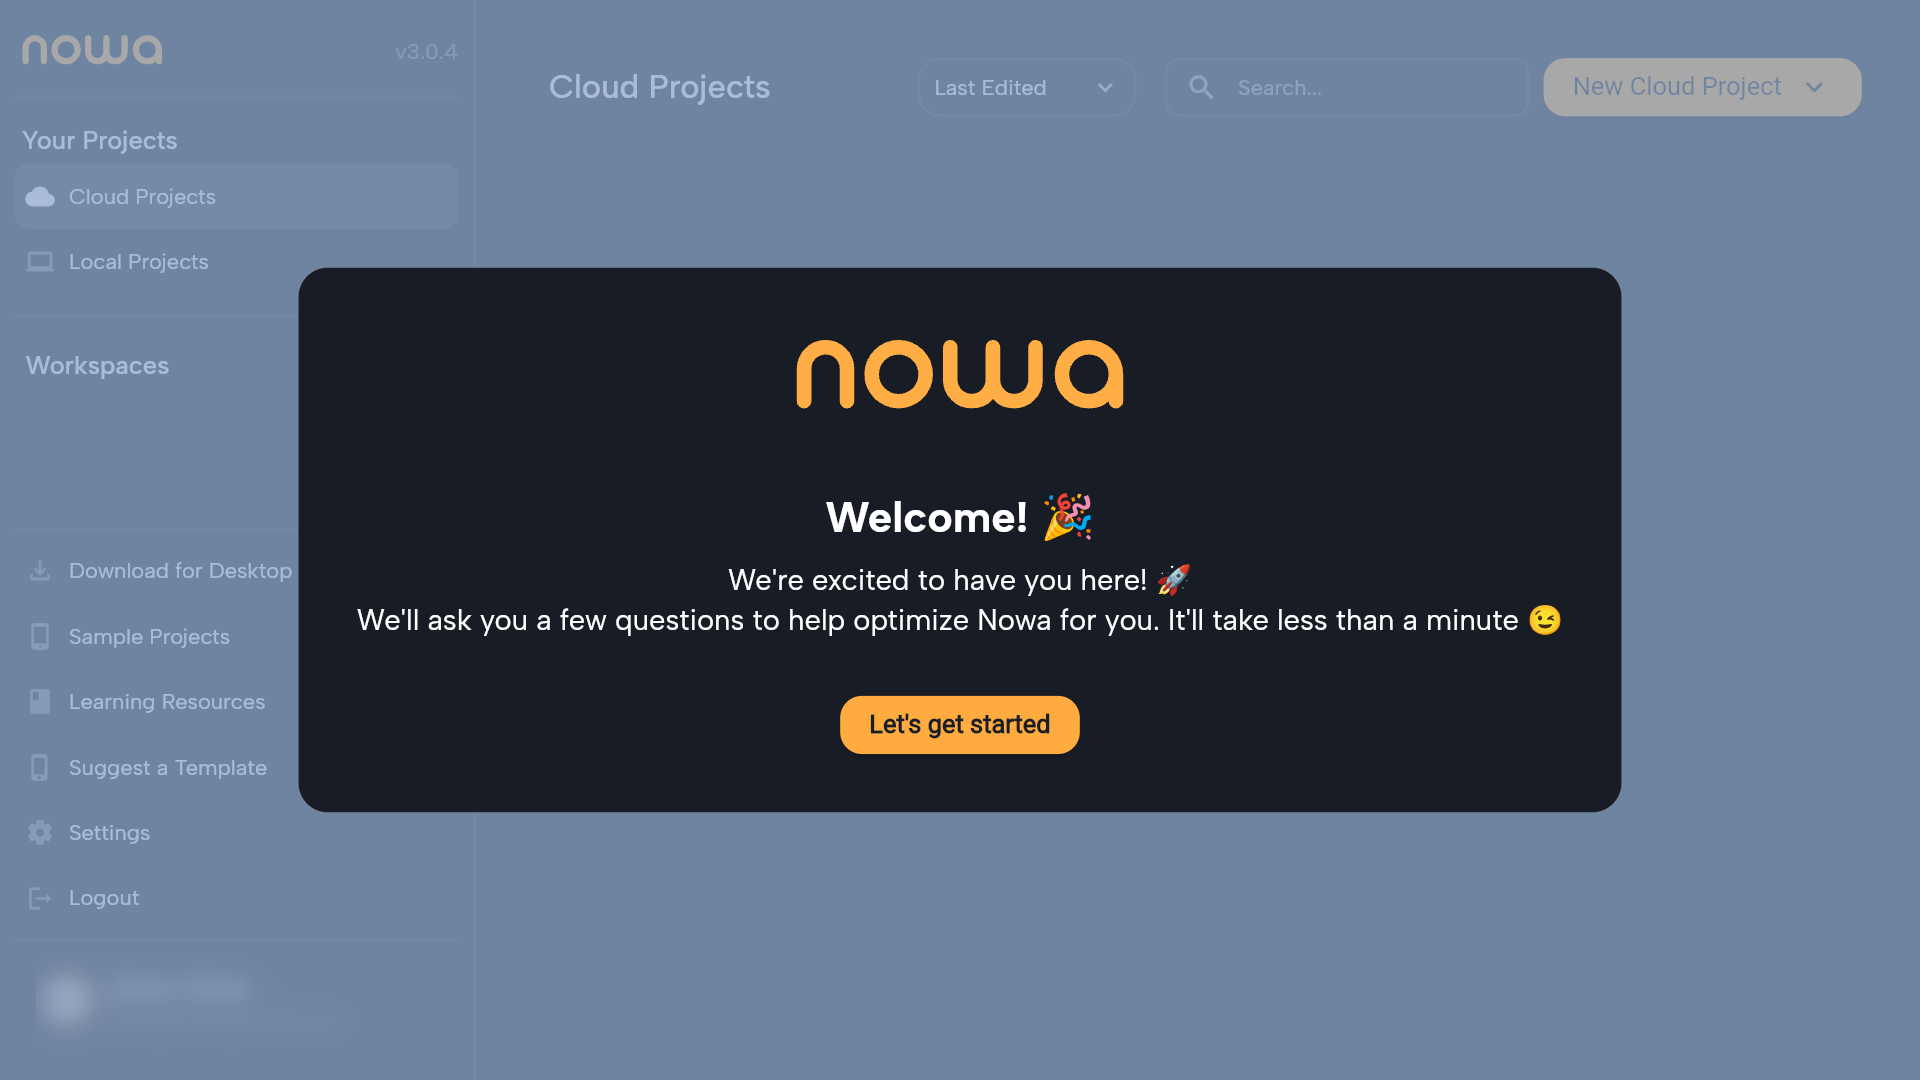 nowa
v3.0.4
Your Projects
Cloud Projects
Local Projects
Workspaces
Download for Desktop
Sample Projects
Learning Resources
Suggest a Template
Settings
Logout
Cloud Projects
Last Edited
Search...
New Cloud Project
nowa
Welcome! 🎉
We're excited to have you here! 🚀
We'll ask you a few questions to help optimize Nowa for you. It'll take less than a minute 😉
Let's get started